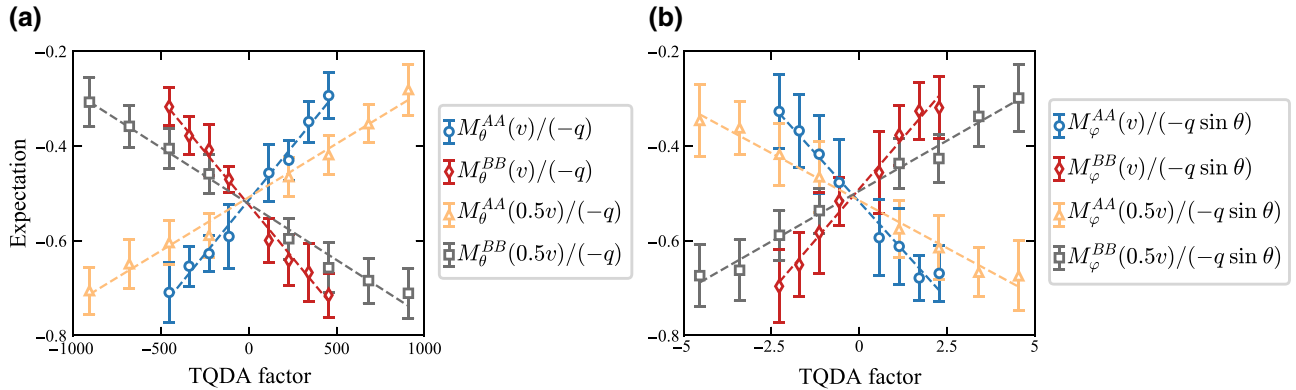 (a)
Expectation
−0.2
−0.4
−0.6
−0.8
−1000
−500
0
500
1000
TQDA factor
M_θ^{AA}(v)/(−q)
M_θ^{BB}(v)/(−q)
M_θ^{AA}(0.5v)/(−q)
M_θ^{BB}(0.5v)/(−q)
(b)
−0.2
−0.4
−0.6
−0.8
−5
−2.5
0
2.5
5
TQDA factor
M_φ^{AA}(v)/(−q sin θ)
M_φ^{BB}(v)/(−q sin θ)
M_φ^{AA}(0.5v)/(−q sin θ)
M_φ^{BB}(0.5v)/(−q sin θ)